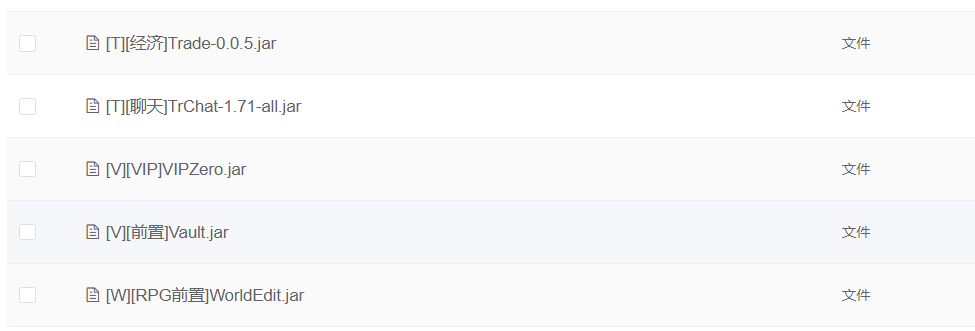 [T][经济]Trade-0.0.5.jar 文件
[T][聊天]TrChat-1.71-all.jar 文件
[V][VIP]VIPZero.jar 文件
[V][前置]Vault.jar 文件
[W][RPG前置]WorldEdit.jar 文件